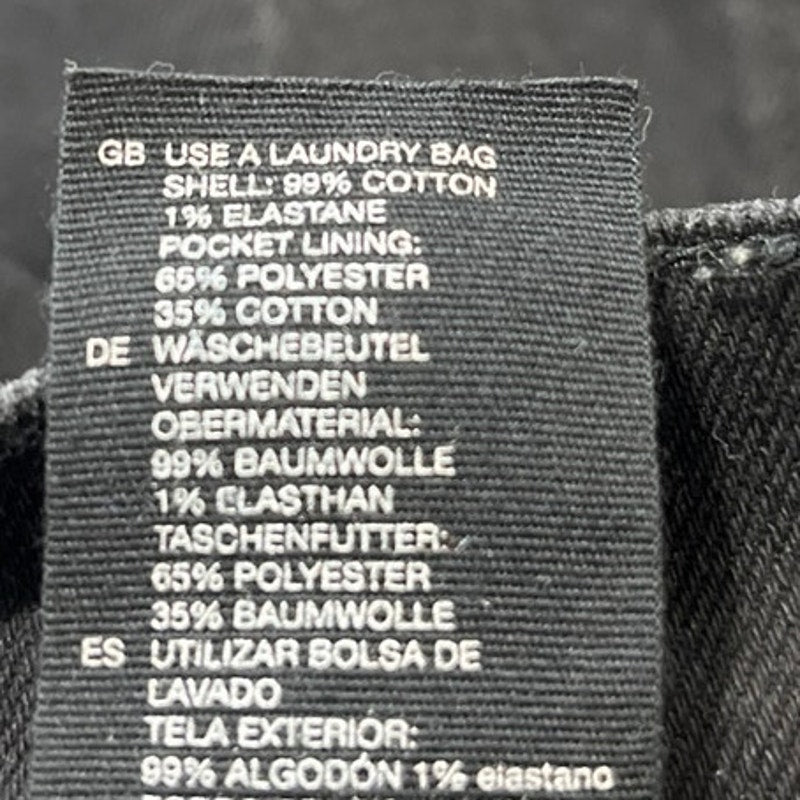 GB USE A LAUNDRY BAG
SHELL: 99% COTTON
1% ELASTANE
POCKET LINING:
65% POLYESTER
35% COTTON
DE WÄSCHEBEUTEL
VERWENDEN
OBERMATERIAL:
99% BAUMWOLLE
1% ELASTHAN
TASCHENFUTTER:
65% POLYESTER
35% BAUMWOLLE
ES UTILIZAR BOLSA DE
LAVADO
TELA EXTERIÓR:
99% ALGODÓN 1% elastano